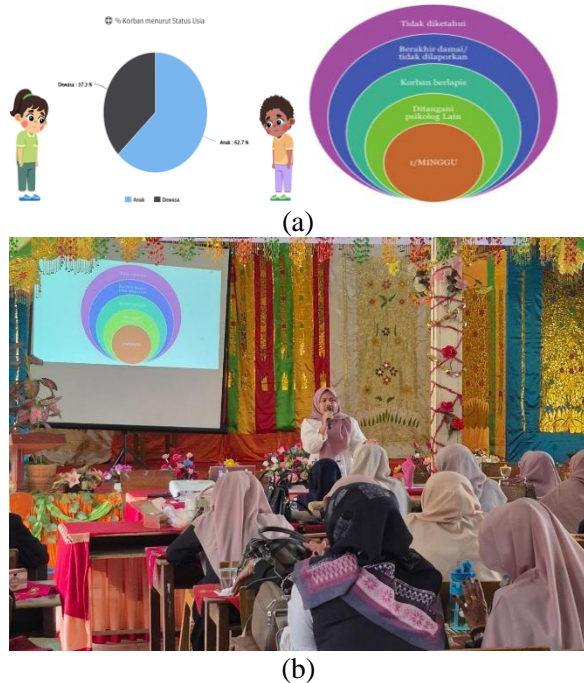 % Korban menurut Status Usia
Dewasa : 37.3 %
Anak : 62.7 %
Anak
Dewasa
Tidak diketahui
Berakhir damai/
tidak dilaporkan
Korban berlapis
Ditangani
psikolog Lain
1/MINGGU
(a)
(b)